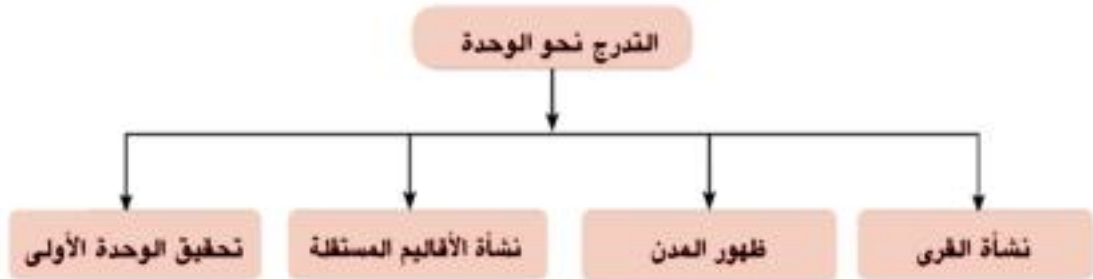 التدرج نحو الوحدة
نشأة القرى
ظهور المدن
نشأة الأقاليم المستقلة
تحقيق الوحدة الأولى